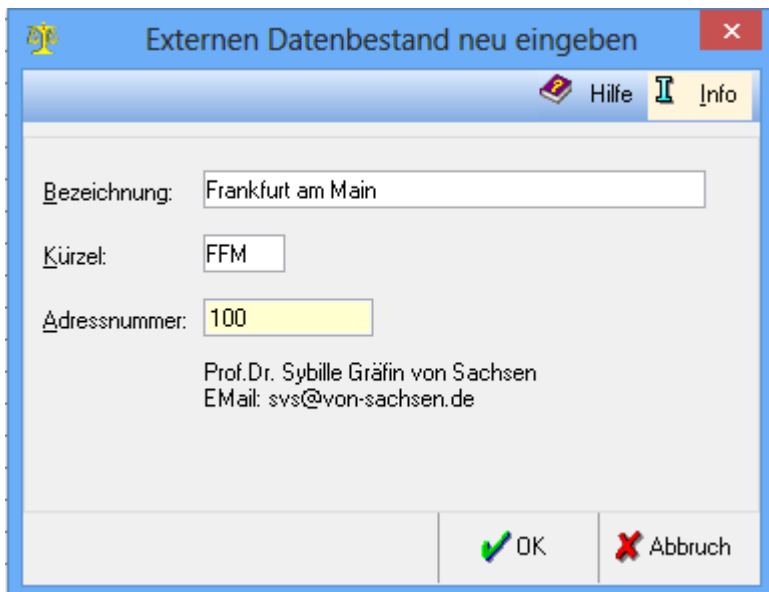 Externen Datenbestand neu eingeben
Hilfe Info
Bezeichnung: Frankfurt am Main
Kürzel: FFM
Adressnummer: 100
Prof.Dr. Sybille Gräfin von Sachsen
EMail: svs@von-sachsen.de
OK Abbruch